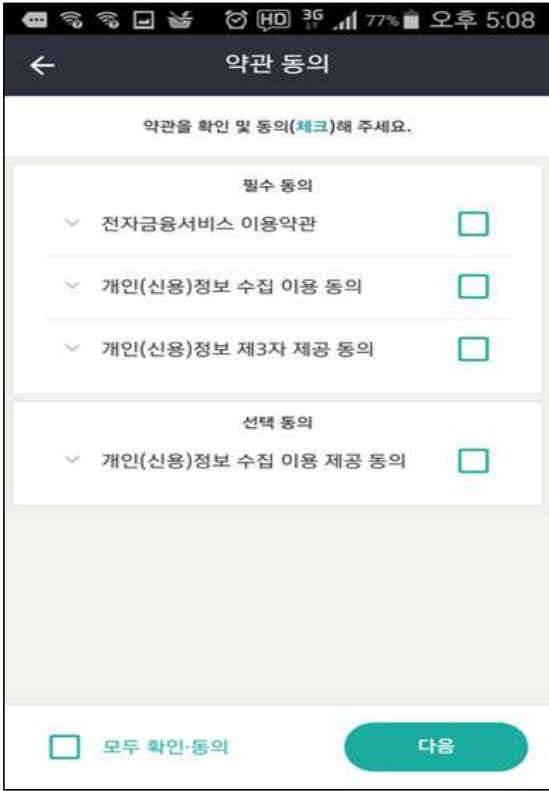 HD 3G 77% 오후 5:08
약관 동의
약관을 확인 및 동의(체크)해 주세요.
필수 동의
전자금융서비스 이용약관
개인(신용)정보 수집 이용 동의
개인(신용)정보 제3자 제공 동의
선택 동의
개인(신용)정보 수집 이용 제공 동의
모두 확인·동의
다음